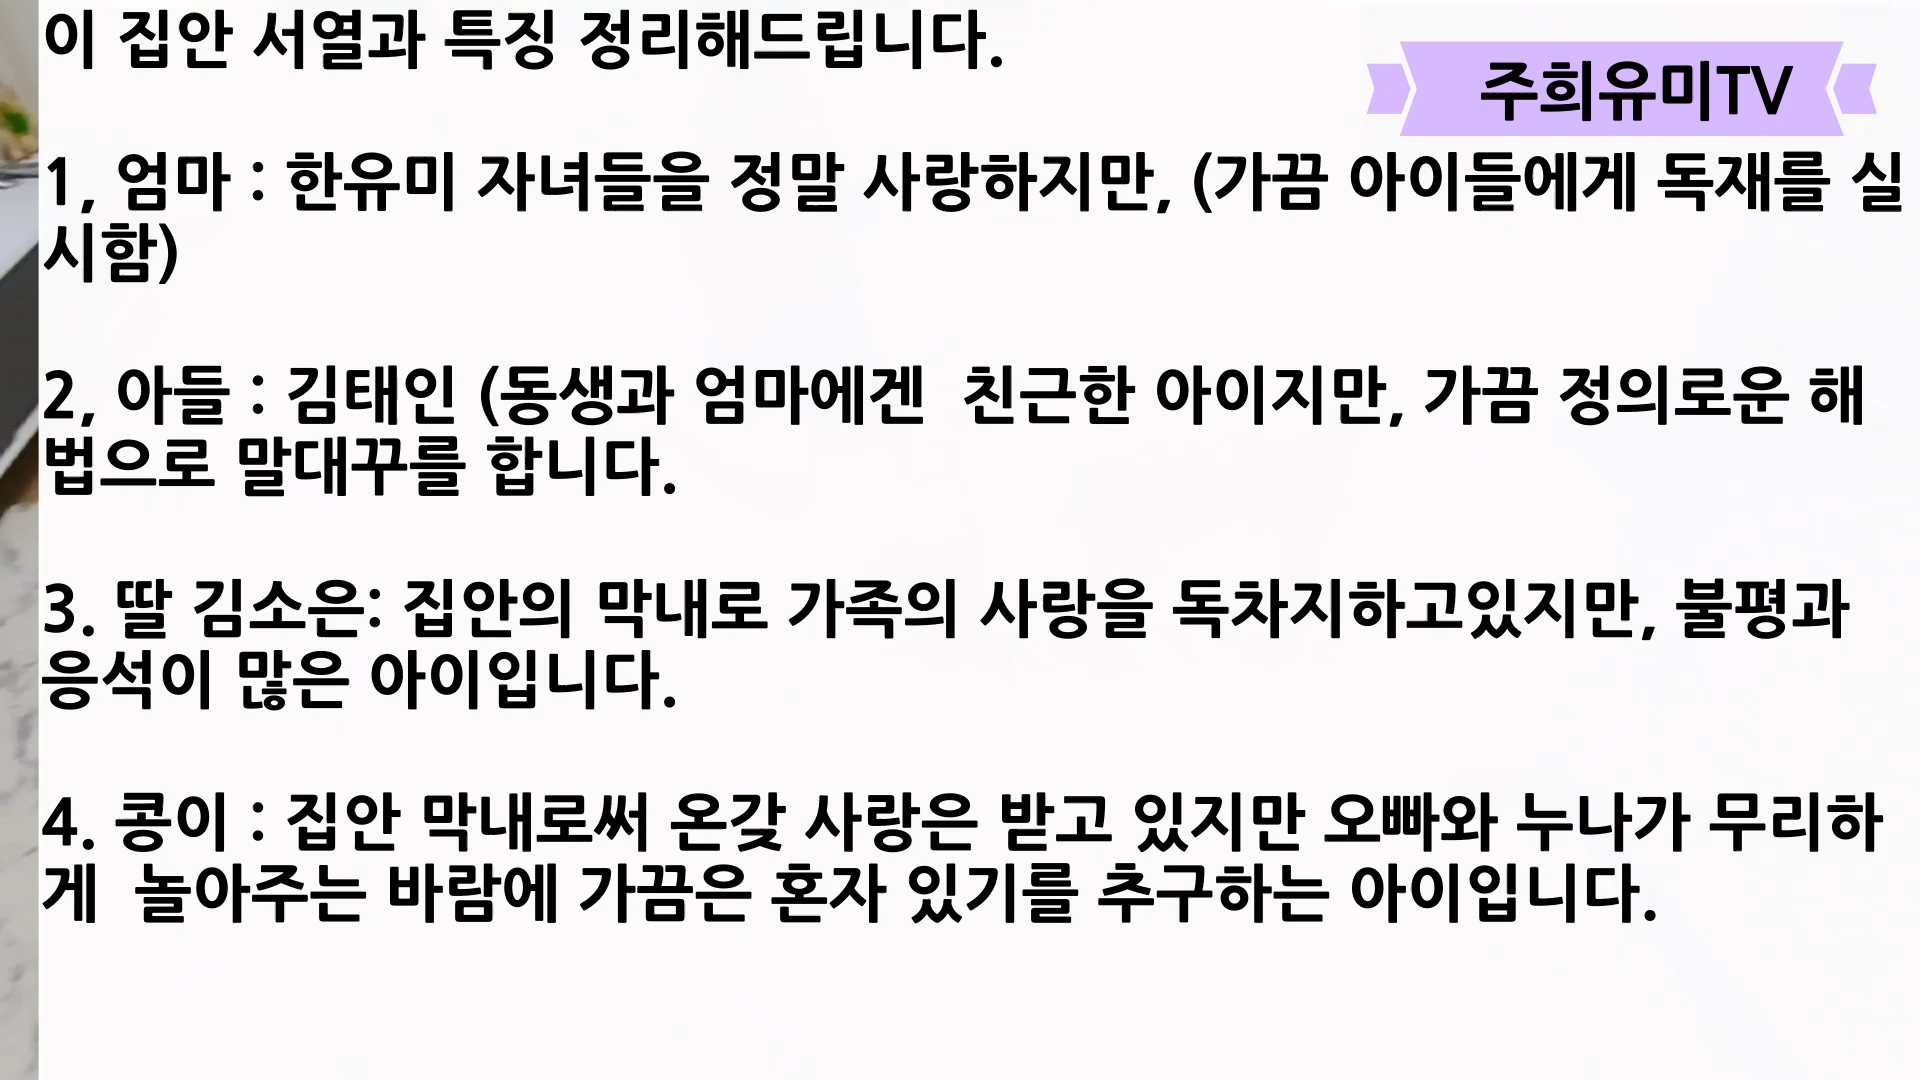 이 집안 서열과 특징 정리해드립니다.
주희유미TV
1, 엄마 : 한유미 자녀들을 정말 사랑하지만, (가끔 아이들에게 독재를 실
시함)
2, 아들 : 김태인 (동생과 엄마에겐  친근한 아이지만, 가끔 정의로운 해
법으로 말대꾸를 합니다.
3. 딸 김소은: 집안의 막내로 가족의 사랑을 독차지하고있지만, 불평과
응석이 많은 아이입니다.
4. 콩이 : 집안 막내로써 온갖 사랑은 받고 있지만 오빠와 누나가 무리하
게  놀아주는 바람에 가끔은 혼자 있기를 추구하는 아이입니다.